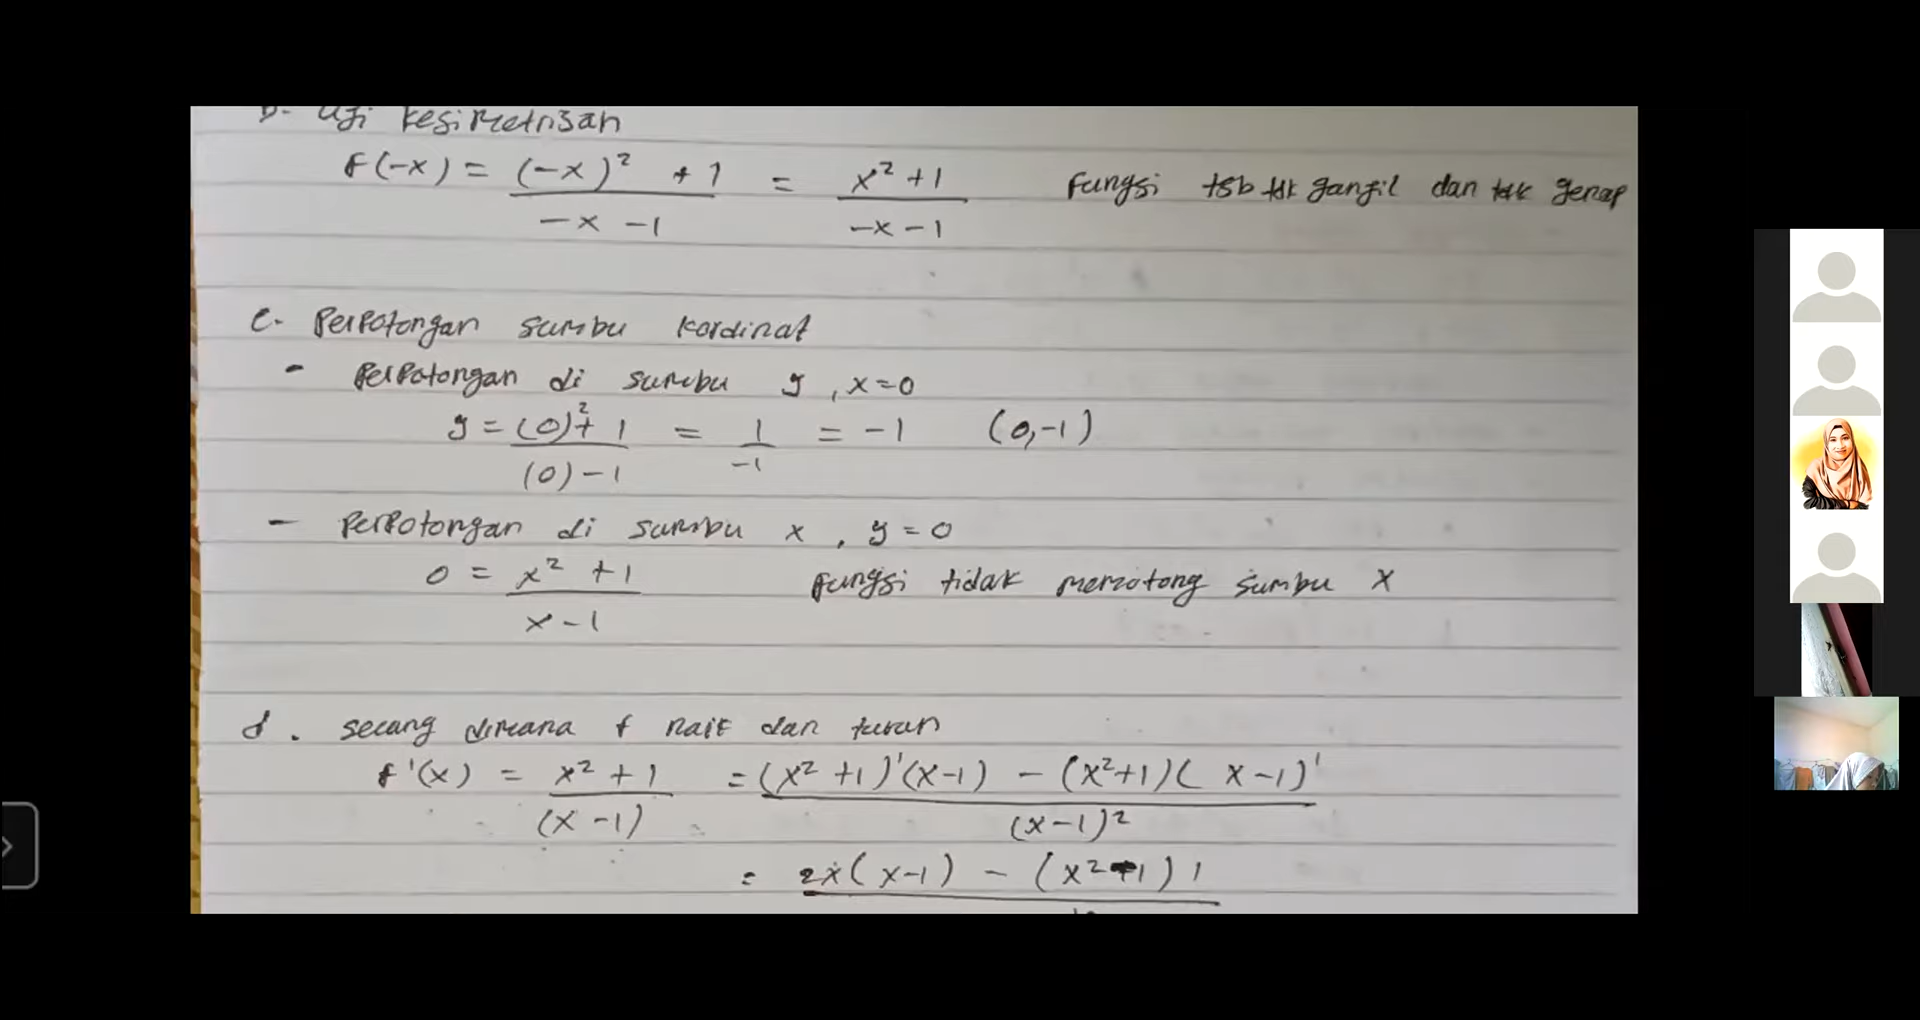 b. Uji kesimetrisan
f(-x) = (-x)² + 1 / -x - 1 = x² + 1 / -x - 1 fungsi tsb tdk ganjil dan tdk genap
c. Perpotongan sumbu kordinat
- Perpotongan di sumbu y, x=0
y = (0)² + 1 / (0) - 1 = 1 / -1 = -1 (0,-1)
- Perpotongan di sumbu x, y = 0
0 = x² + 1 / x - 1 fungsi tidak memotong sumbu x
d. secang dimana f naik dan turun
f'(x) = x² + 1 / (x - 1) = (x² + 1)'(x-1) - (x²+1)(x-1)' / (x-1)²
= 2x(x-1) - (x²+1) 1